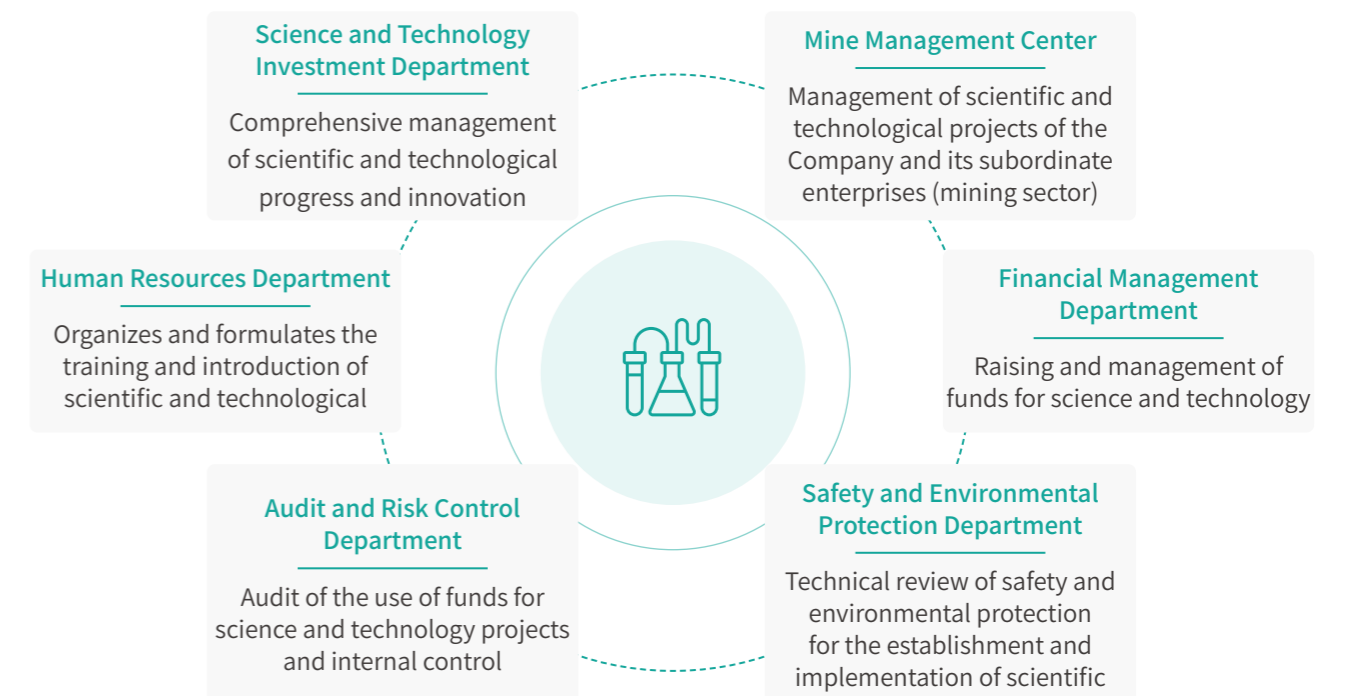 Science and Technology
Investment Department
Comprehensive management
of scientific and technological
progress and innovation
Mine Management Center
Management of scientific and
technological projects of the
Company and its subordinate
enterprises (mining sector)
Human Resources Department
Organizes and formulates the
training and introduction of
scientific and technological
Financial Management
Department
Raising and management of
funds for science and technology
Audit and Risk Control
Department
Audit of the use of funds for
science and technology projects
and internal control
Safety and Environmental
Protection Department
Technical review of safety and
environmental protection
for the establishment and
implementation of scientific